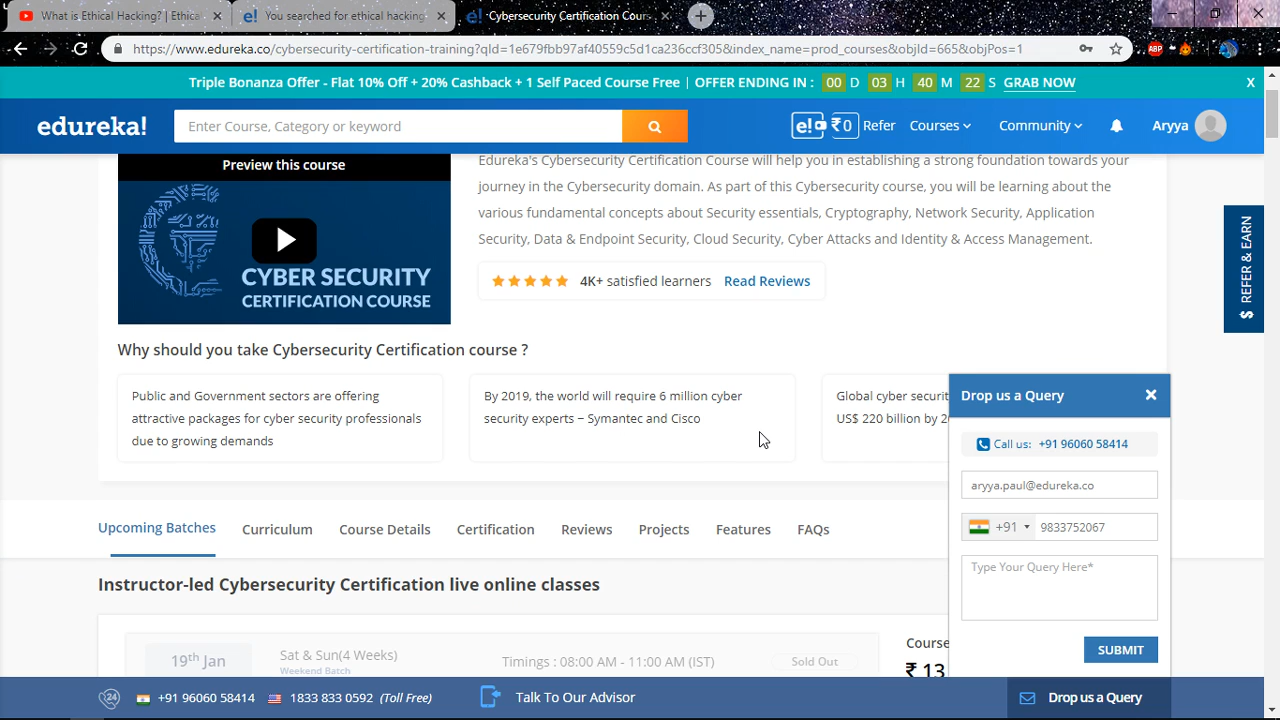 What is Ethical Hacking? | Ethica
You searched for ethical hacking
Cybersecurity Certification Cour
https://www.edureka.co/cybersecurity-certification-training?qId=1e679fbb97af40559c5d1ca236ccf305&index_name=prod_courses&objId=665&objPos=1
ABP
Triple Bonanza Offer - Flat 10% Off + 20% Cashback + 1 Self Paced Course Free | OFFER ENDING IN : 00 D 03 H 40 M 22 S GRAB NOW X
edureka!
Enter Course, Category or keyword
e! ₹0 Refer
Courses
Community
Aryya
Preview this course
CYBER SECURITY
CERTIFICATION COURSE
Edureka's Cybersecurity Certification Course will help you in establishing a strong foundation towards your
journey in the Cybersecurity domain. As part of this Cybersecurity course, you will be learning about the
various fundamental concepts about Security essentials, Cryptography, Network Security, Application
Security, Data & Endpoint Security, Cloud Security, Cyber Attacks and Identity & Access Management.
4K+ satisfied learners Read Reviews
$ REFER & EARN
Why should you take Cybersecurity Certification course ?
Public and Government sectors are offering
attractive packages for cyber security professionals
due to growing demands
By 2019, the world will require 6 million cyber
security experts – Symantec and Cisco
Global cyber securit
US$ 220 billion by 2
Drop us a Query
Call us: +91 96060 58414
aryya.paul@edureka.co
+91 9833752067
Type Your Query Here*
SUBMIT
Upcoming Batches
Curriculum
Course Details
Certification
Reviews
Projects
Features
FAQs
Instructor-led Cybersecurity Certification live online classes
19th Jan
Sat & Sun(4 Weeks)
Weekend Batch
Timings : 08:00 AM - 11:00 AM (IST)
Sold Out
Course
₹ 13
24 +91 96060 58414
1833 833 0592 (Toll Free)
Talk To Our Advisor
Drop us a Query